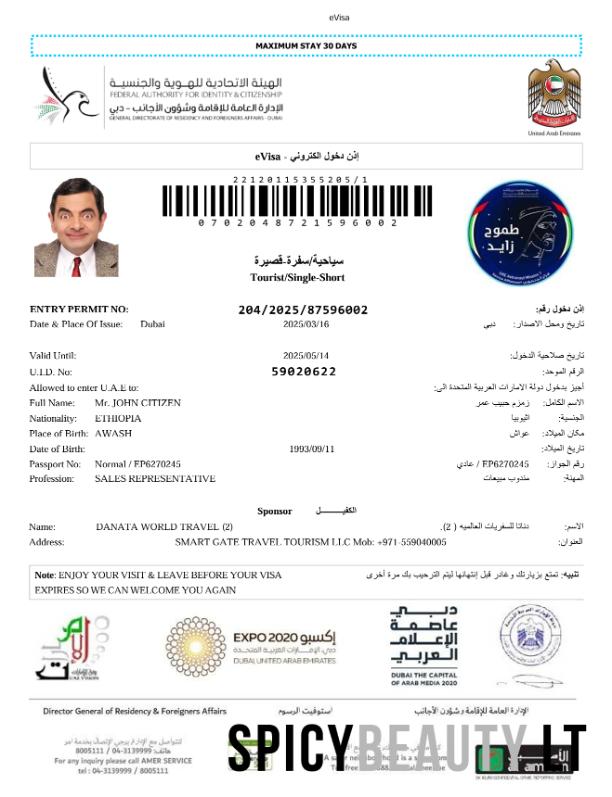 eVisa
MAXIMUM STAY 30 DAYS
الهيئة الاتحادية للهوية والجنسية
FEDERAL AUTHORITY FOR IDENTITY & CITIZENSHIP
الإدارة العامة للإقامة وشؤون الأجانب - دبي
GENERAL DIRECTORATE OF RESIDENCY AND FOREIGNERS AFFAIRS - DUBAI
United Arab Emirates
eVisa - إذن دخول الكتروني
22120115355205/1
0702048721596002
طموح زايد
سياحية/سفرة-قصيرة
Tourist/Single-Short
ENTRY PERMIT NO: 204/2025/87596002 إذن دخول رقم:
Date & Place Of Issue: Dubai 2025/03/16 دبي تاريخ ومحل الاصدار:
Valid Until: 2025/05/14 تاريخ صلاحية الدخول:
U.I.D. No: 59020622 الرقم الموحد:
Allowed to enter U.A.E to: أجيز بدخول دولة الامارات العربية المتحدة الى:
Full Name: Mr. JOHN CITIZEN زمزم حبيب عمر الاسم الكامل:
Nationality: ETHIOPIA اثيوبيا الجنسية:
Place of Birth: AWASH عواش مكان الميلاد:
Date of Birth: 1993/09/11 تاريخ الميلاد:
Passport No: Normal / EP6270245 EP6270245 / عادي رقم الجواز:
Profession: SALES REPRESENTATIVE مندوب مبيعات المهنة:
Sponsor الكفيـــــل
Name: DANATA WORLD TRAVEL (2) دناتا للسفريات العالميه (2). الاسم:
Address: SMART GATE TRAVEL TOURISM LLC Mob: +971-559040005 العنوان:
Note: ENJOY YOUR VISIT & LEAVE BEFORE YOUR VISA تنبيه: تمتع بزيارتك وغادر قبل إنتهائها ليتم الترحيب بك مرة أخرى
EXPIRES SO WE CAN WELCOME YOU AGAIN
EXPO 2020 إكسبو
دبي، الإمارات العربية المتحدة
DUBAI, UNITED ARAB EMIRATES
دبي
عاصمة
الإعلام
العربي
DUBAI THE CAPITAL
OF ARAB MEDIA 2020
Director General of Residency & Foreigners Affairs استوفيت الرسوم الإدارة العامة للإقامة وشؤون الأجانب
للتواصل مع الإدارة يرجى الإتصال بخدمة آمر
هاتف: 04-3139999 / 8005111
For any inquiry please call AMER SERVICE
tel : 04-3139999 / 8005111
SPICYBEAUTY.LT